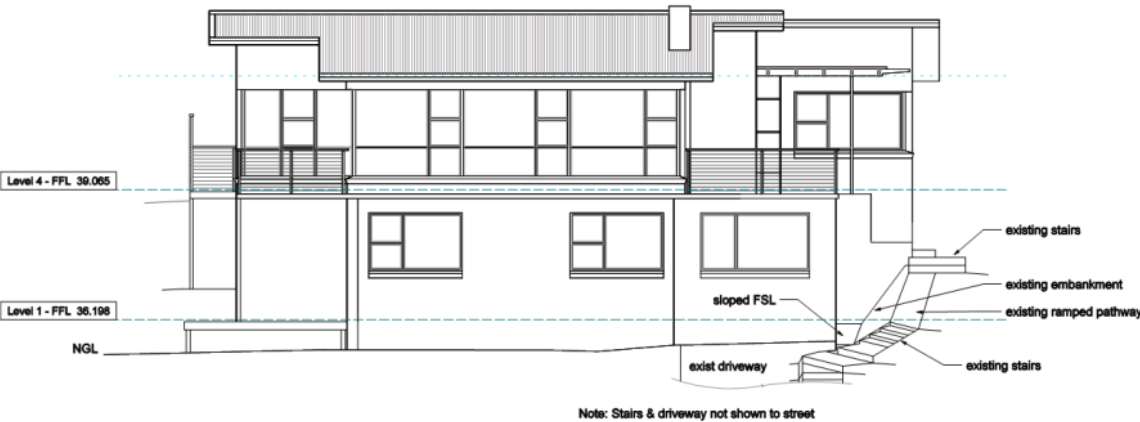 Level 4 - FFL 39.065
existing stairs
existing embankment
sloped FSL
Level 1 - FFL 36.198
existing ramped pathway
NGL
exist driveway
existing stairs
Note: Stairs & driveway not shown to street